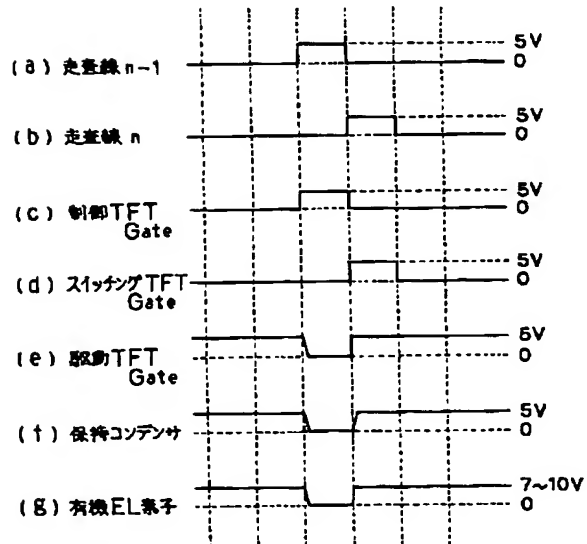 (a) 走査線 n-1
5V
0
(b) 走査線 n
5V
0
(c) 制御TFT
Gate
5V
0
(d) スイッチングTFT
Gate
5V
0
(e) 駆動TFT
Gate
5V
0
(f) 保持コンデンサ
5V
0
(g) 有機EL素子
7~10V
0